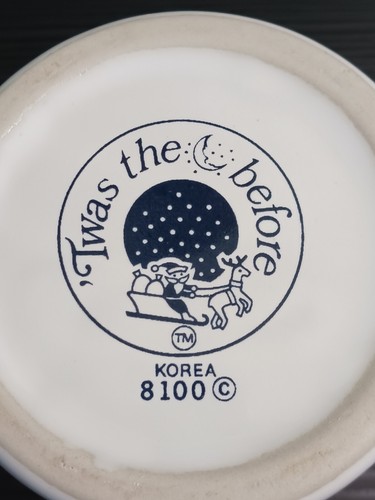 'Twas the before
TM
KOREA
8100 ©